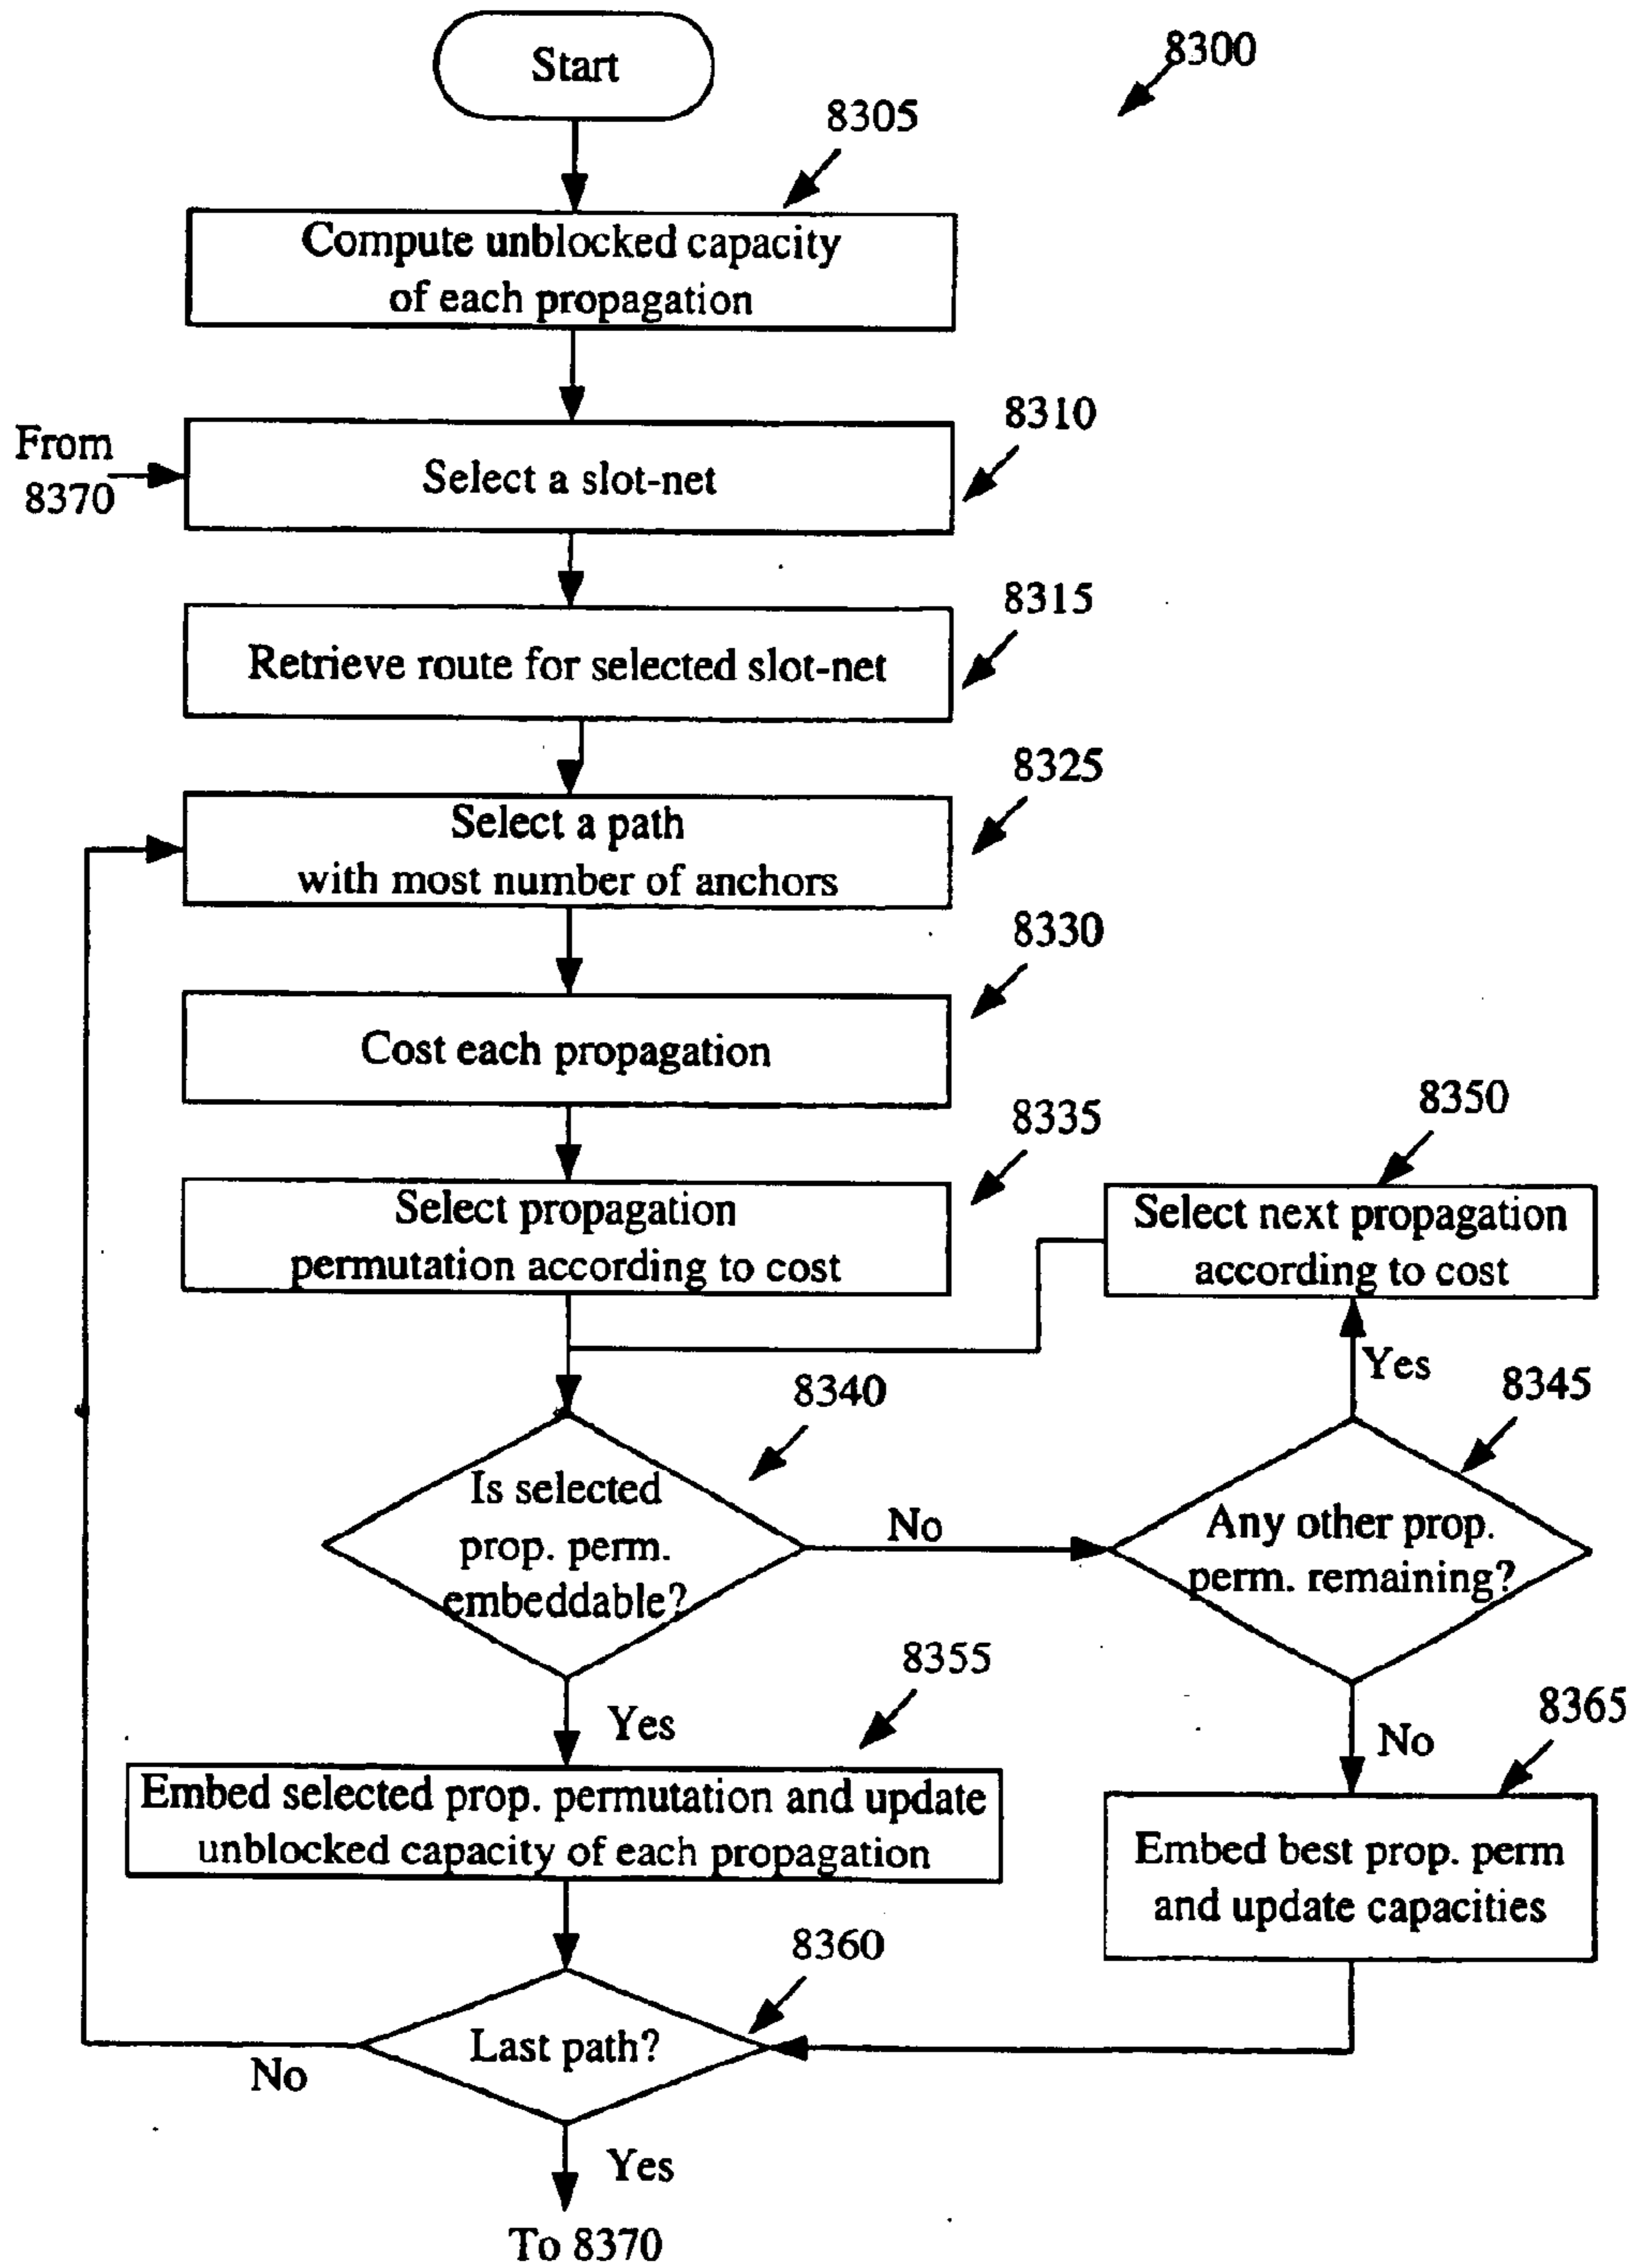 Start
8300
8305
Compute unblocked capacity
of each propagation
From
8370
8310
Select a slot-net
8315
Retrieve route for selected slot-net
8325
Select a path
with most number of anchors
8330
Cost each propagation
8335
Select propagation
permutation according to cost
8350
Select next propagation
according to cost
Yes
8340
8345
Is selected
prop. perm.
embeddable?
No
Any other prop.
perm. remaining?
8355
Yes
8365
No
Embed selected prop. permutation and update
unblocked capacity of each propagation
Embed best prop. perm
and update capacities
8360
Last path?
No
Yes
To 8370